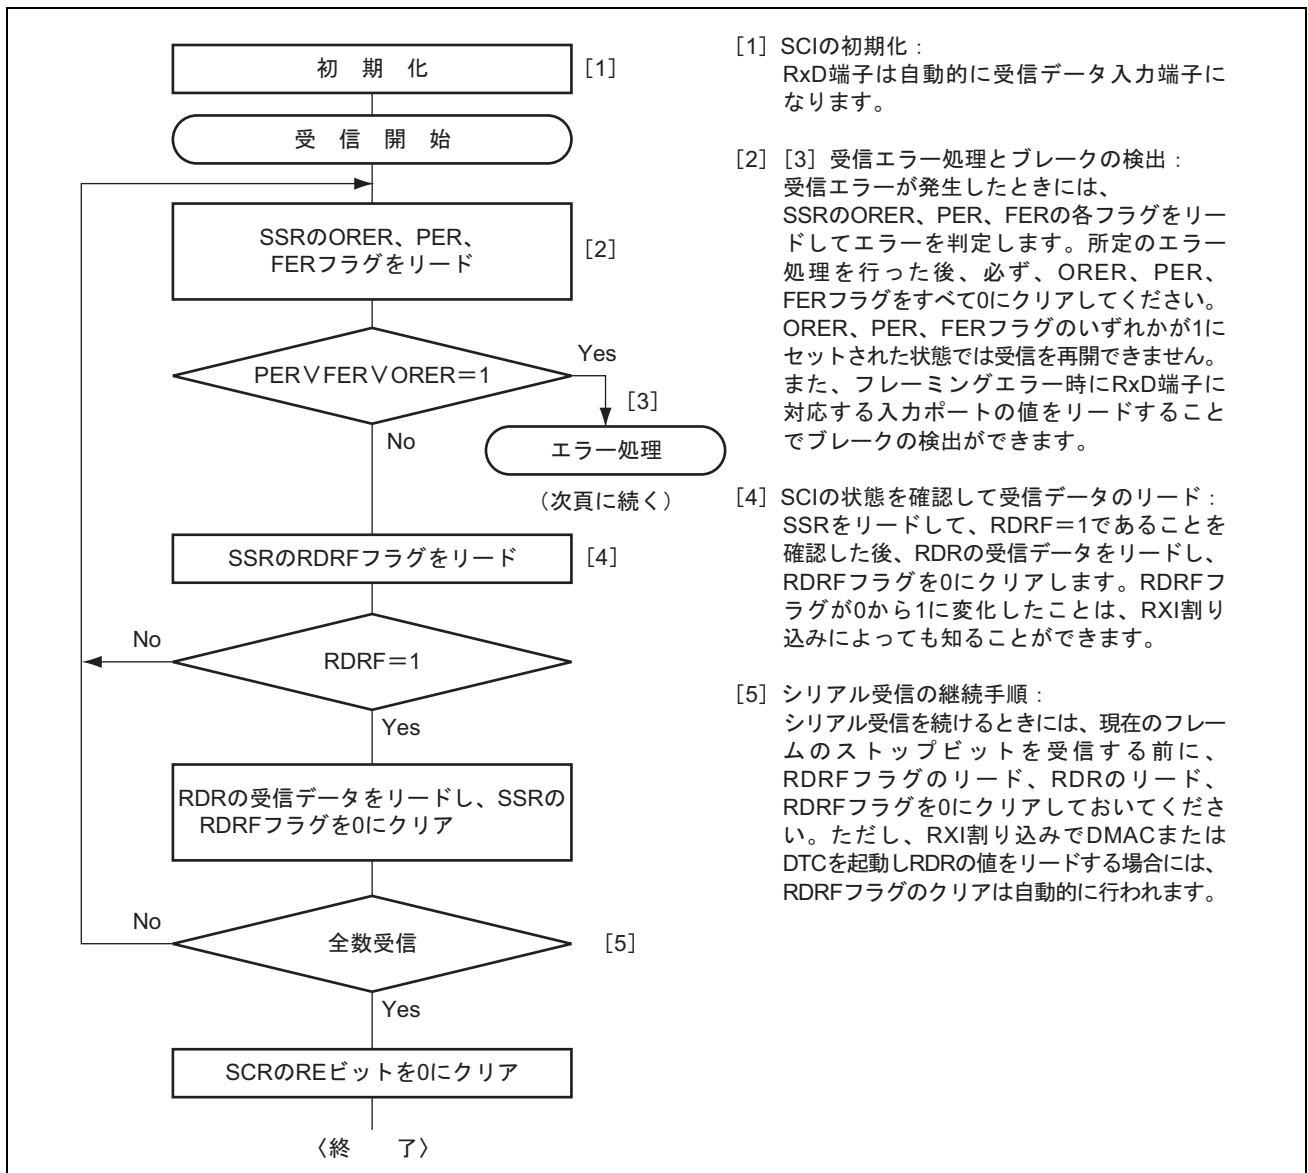 初　期　化 [1]
受　信　開　始
SSRのORER、PER、
FERフラグをリード
[2]
PER∨FER∨ORER＝1
Yes
No
[3]
エラー処理
（次頁に続く）
SSRのRDRFフラグをリード [4]
No
RDRF＝1
Yes
RDRの受信データをリードし、SSRの
RDRFフラグを0にクリア
No
全数受信 [5]
Yes
SCRのREビットを0にクリア
〈終　了〉
[1] SCIの初期化：
RxD端子は自動的に受信データ入力端子に
なります。
[2] [3] 受信エラー処理とブレークの検出：
受信エラーが発生したときには、
SSRのORER、PER、FERの各フラグをリー
ドしてエラーを判定します。所定のエラー
処理を行った後、必ず、ORER、PER、
FERフラグをすべて0にクリアしてください。
ORER、PER、FERフラグのいずれかが1に
セットされた状態では受信を再開できません。
また、フレーミングエラー時にRxD端子に
対応する入力ポートの値をリードすること
でブレークの検出ができます。
[4] SCIの状態を確認して受信データのリード：
SSRをリードして、RDRF＝1であることを
確認した後、RDRの受信データをリードし、
RDRFフラグを0にクリアします。RDRFフ
ラグが0から1に変化したことは、RXI割り
込みによっても知ることができます。
[5] シリアル受信の継続手順：
シリアル受信を続けるときには、現在のフレー
ムのストップビットを受信する前に、
RDRFフラグのリード、RDRのリード、
RDRFフラグを0にクリアしておいてくださ
い。ただし、RXI割り込みでDMACまたは
DTCを起動しRDRの値をリードする場合には、
RDRFフラグのクリアは自動的に行われます。